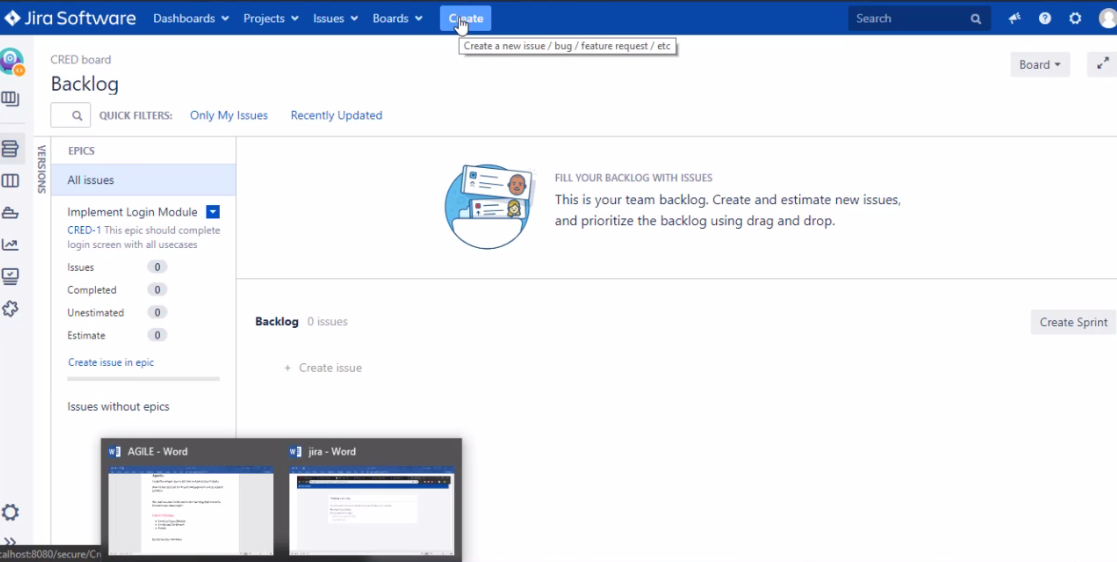 Jira Software Dashboards Projects Issues Boards Create Search
Create a new issue / bug / feature request / etc
CRED board
Board
Backlog
QUICK FILTERS: Only My Issues Recently Updated
VERSIONS
EPICS
All issues
FILL YOUR BACKLOG WITH ISSUES
This is your team backlog. Create and estimate new issues,
and prioritize the backlog using drag and drop.
Implement Login Module
CRED-1 This epic should complete
login screen with all usecases
Issues 0
Completed 0
Unestimated 0
Estimate 0
Create issue in epic
Issues without epics
Backlog 0 issues
Create Sprint
+ Create issue
AGILE - Word
jira - Word
alhost:8080/secure/Cr